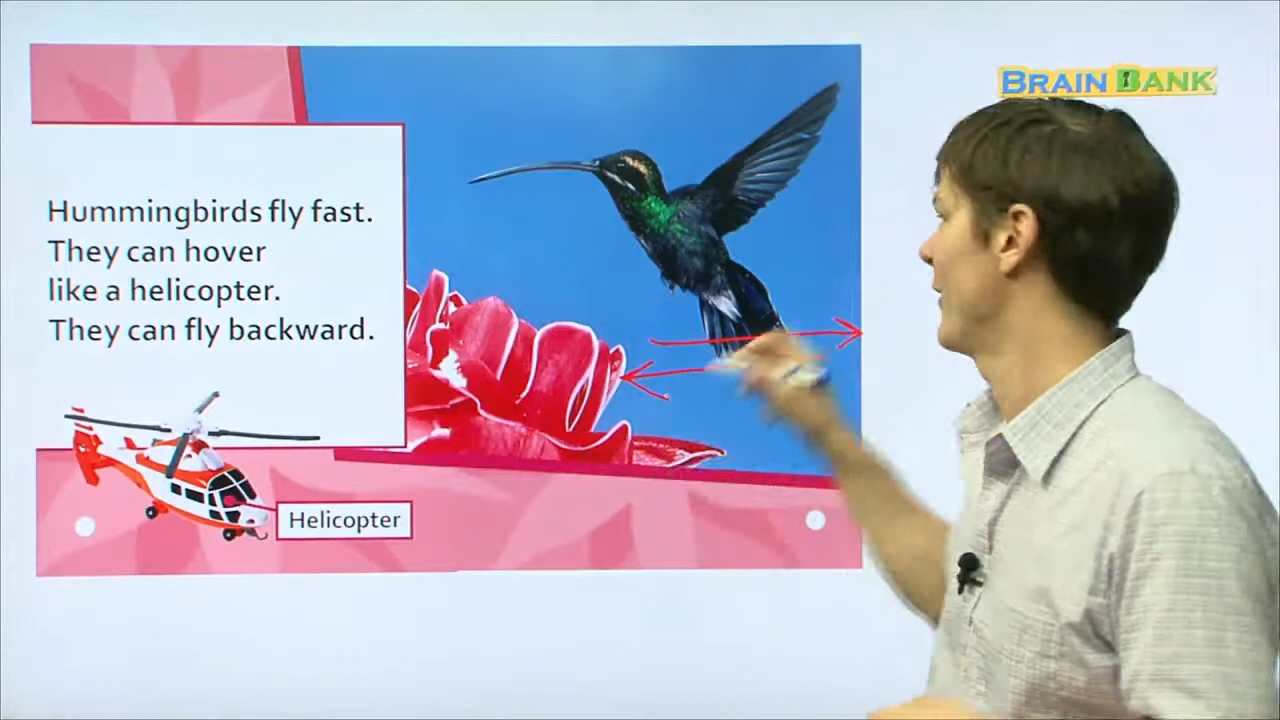 BRAIN BANK
Hummingbirds fly fast.
They can hover
like a helicopter.
They can fly backward.
Helicopter